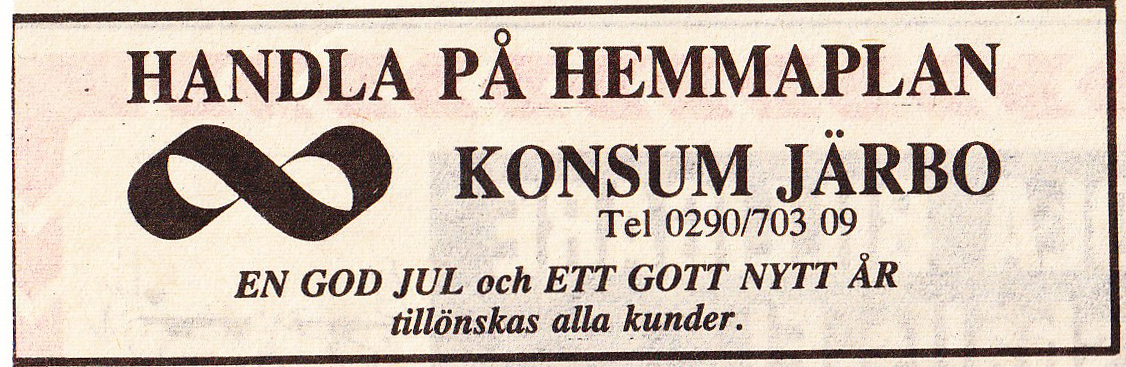 HANDLA PÅ HEMMAPLAN
KONSUM JÄRBO
Tel 0290/703 09
EN GOD JUL och ETT GOTT NYTT ÅR
tillönskas alla kunder.